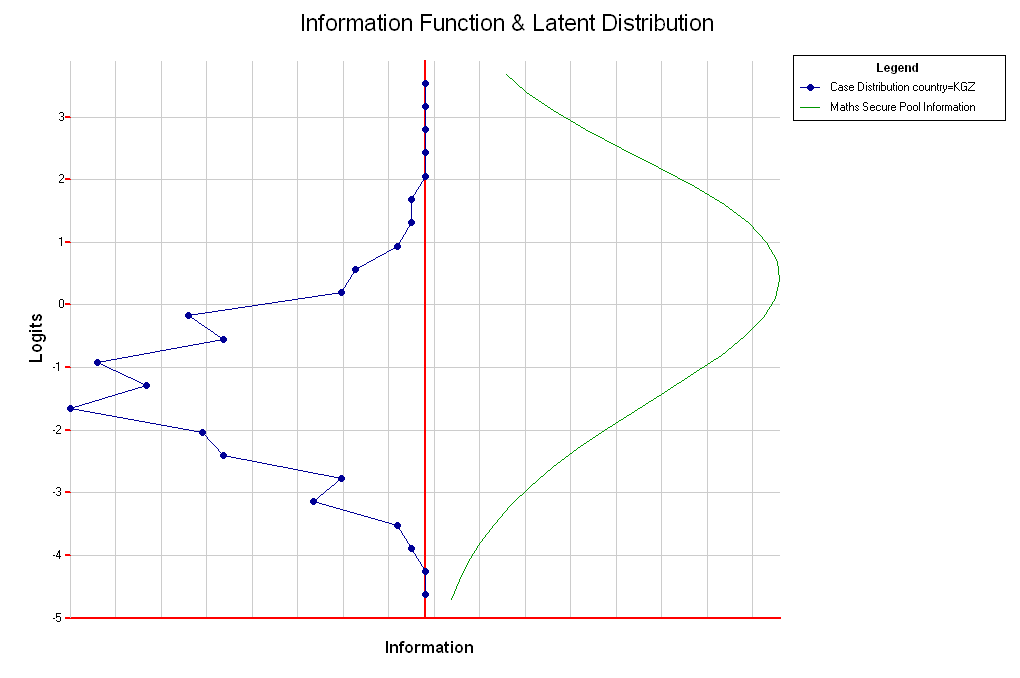 Information Function & Latent Distribution
Legend
Case Distribution country=KGZ
Maths Secure Pool Information
3
2
1
0
-1
-2
-3
-4
-5
Logits
Information